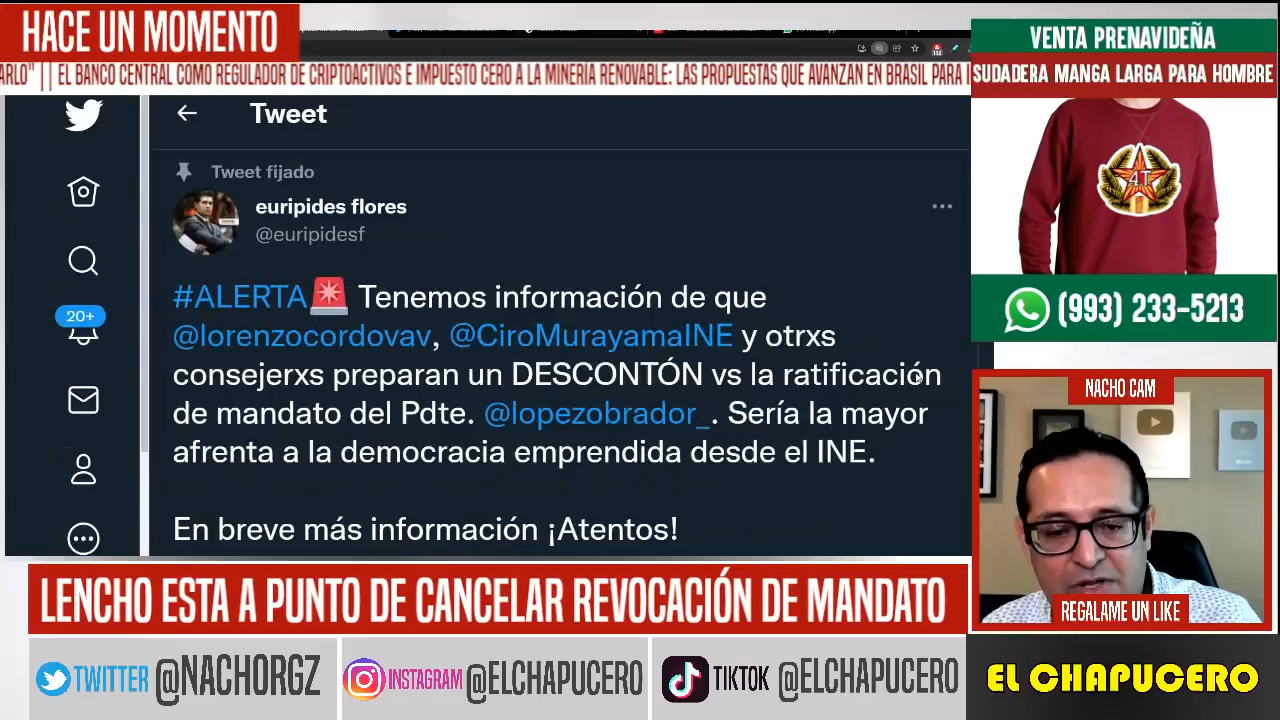 HACE UN MOMENTO
ARLO" || EL BANCO CENTRAL COMO REGULADOR DE CRIPTOACTIVOS E IMPUESTO CERO A LA MINERIA RENOVABLE: LAS PROPUESTAS QUE AVANZAN EN BRASIL PARA
VENTA PRENAVIDEÑA
SUDADERA MANGA LARGA PARA HOMBRE
4T
(993) 233-5213
Tweet
Tweet fijado
euripides flores
@euripidesf
#ALERTA🚨 Tenemos información de que
@lorenzocordovav, @CiroMurayamaINE y otrxs
consejerxs preparan un DESCONTÓN vs la ratificación
de mandato del Pdte. @lopezobrador_. Sería la mayor
afrenta a la democracia emprendida desde el INE.
En breve más información ¡Atentos!
20+
NACHO CAM
REGALAME UN LIKE
LENCHO ESTA A PUNTO DE CANCELAR REVOCACIÓN DE MANDATO
TWITTER @NACHORGZ
INSTAGRAM @ELCHAPUCERO
TIKTOK @ELCHAPUCERO
EL CHAPUCERO